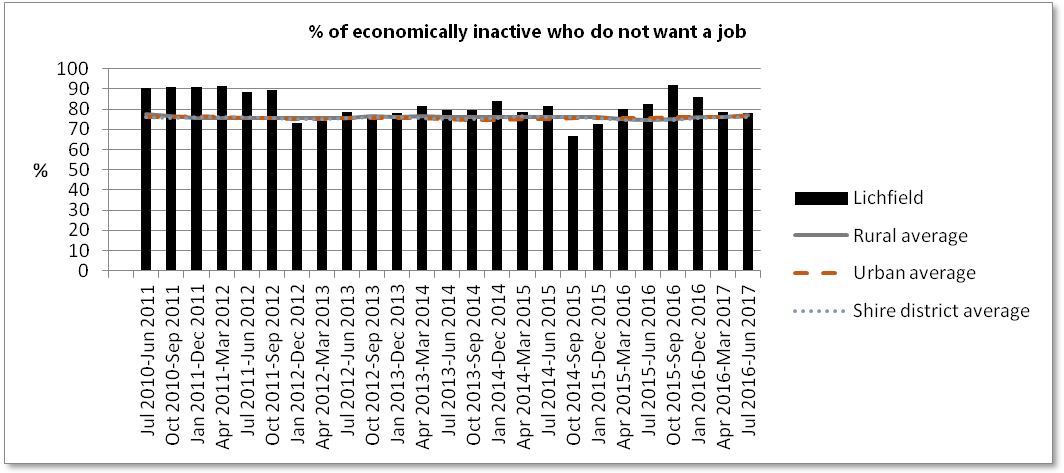 % of economically inactive who do not want a job
100
90
80
70
60
50
40
30
20
10
0
%
Jul 2010-Jun 2011
Oct 2010-Sep 2011
Jan 2011-Dec 2011
Apr 2011-Mar 2012
Jul 2011-Jun 2012
Oct 2011-Sep 2012
Jan 2012-Dec 2012
Apr 2012-Mar 2013
Jul 2012-Jun 2013
Oct 2012-Sep 2013
Jan 2013-Dec 2013
Apr 2013-Mar 2014
Jul 2013-Jun 2014
Oct 2013-Sep 2014
Jan 2014-Dec 2014
Apr 2014-Mar 2015
Jul 2014-Jun 2015
Oct 2014-Sep 2015
Jan 2015-Dec 2015
Apr 2015-Mar 2016
Jul 2015-Jun 2016
Oct 2015-Sep 2016
Jan 2016-Dec 2016
Apr 2016-Mar 2017
Jul 2016-Jun 2017
Lichfield
Rural average
Urban average
Shire district average